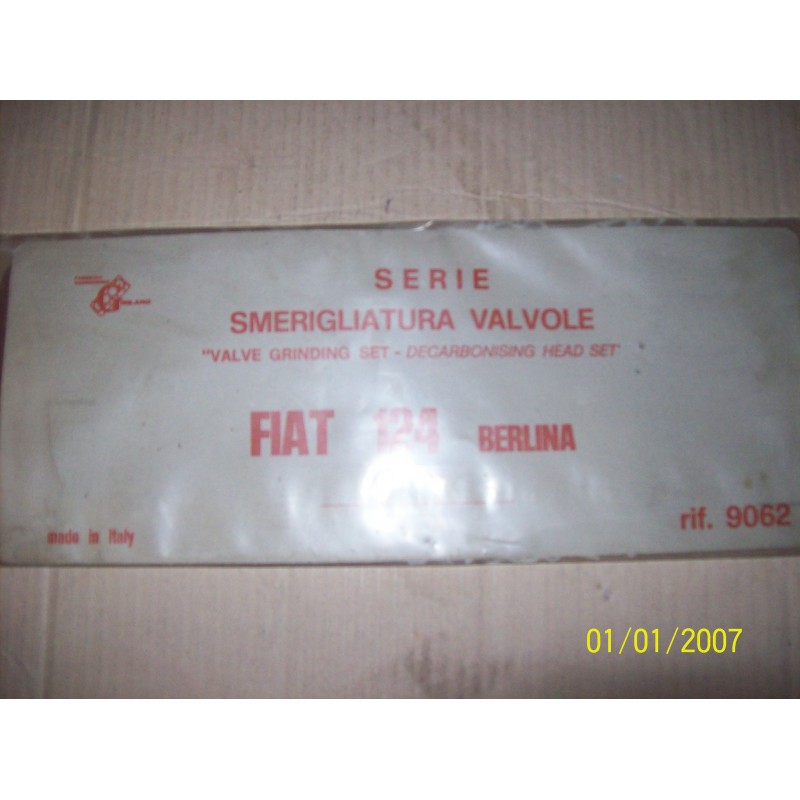 SERIE
MILANO
SMERIGLIATURA VALVOLE
"VALVE GRINDING SET - DECARBONISING HEAD SET"
FIAT 124 BERLINA
rif. 9062
made in Italy
01/01/2007